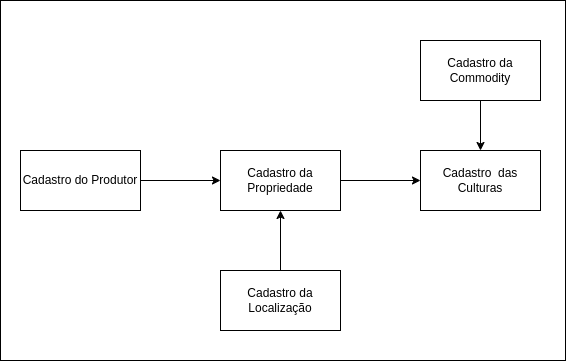 Cadastro da
Commodity
Cadastro do Produtor
Cadastro da
Propriedade
Cadastro das
Culturas
Cadastro da
Localização